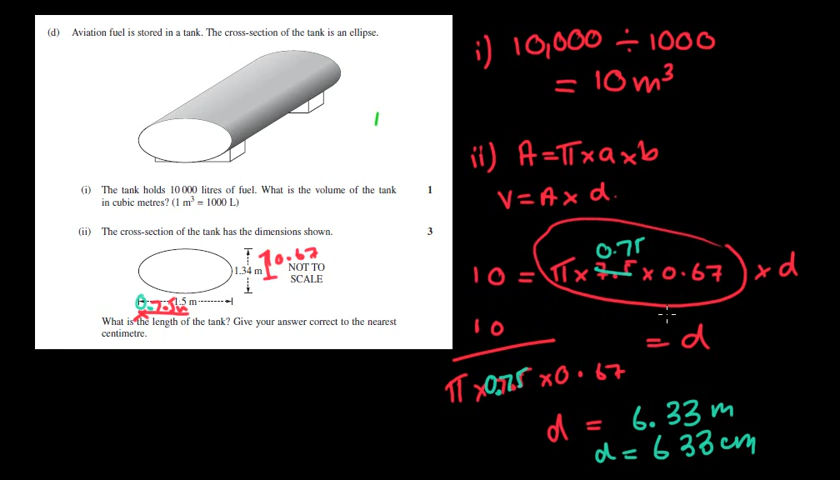 (d) Aviation fuel is stored in a tank. The cross-section of the tank is an ellipse.
(i) The tank holds 10 000 litres of fuel. What is the volume of the tank 1
in cubic metres? (1 m³ = 1000 L)
(ii) The cross-section of the tank has the dimensions shown. 3
0.67
1.34 m
NOT TO
SCALE
1.5 m
What is the length of the tank? Give your answer correct to the nearest
centimetre.
i) 10,000 ÷ 1000
= 10 m³
ii) A = π × a × b
V = A × d.
0.75
10 = (π × 7.5 × 0.67) × d
10
= d
π × 0.75 × 0.67
d = 6.33 m
d = 633 cm